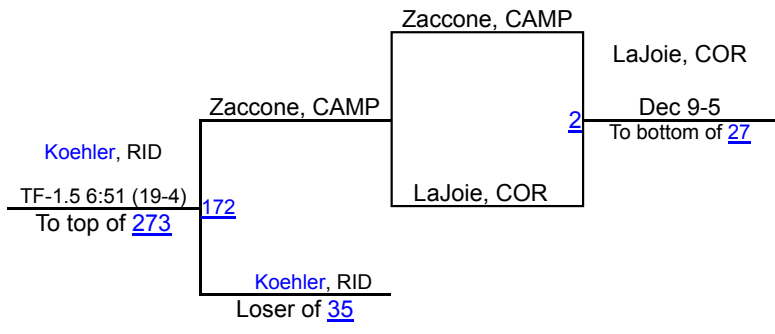 Zaccone, CAMP
LaJoie, COR
Zaccone, CAMP
2
Dec 9-5
To bottom of 27
Koehler, RID
TF-1.5 6:51 (19-4)
172
To top of 273
LaJoie, COR
Koehler, RID
Loser of 35